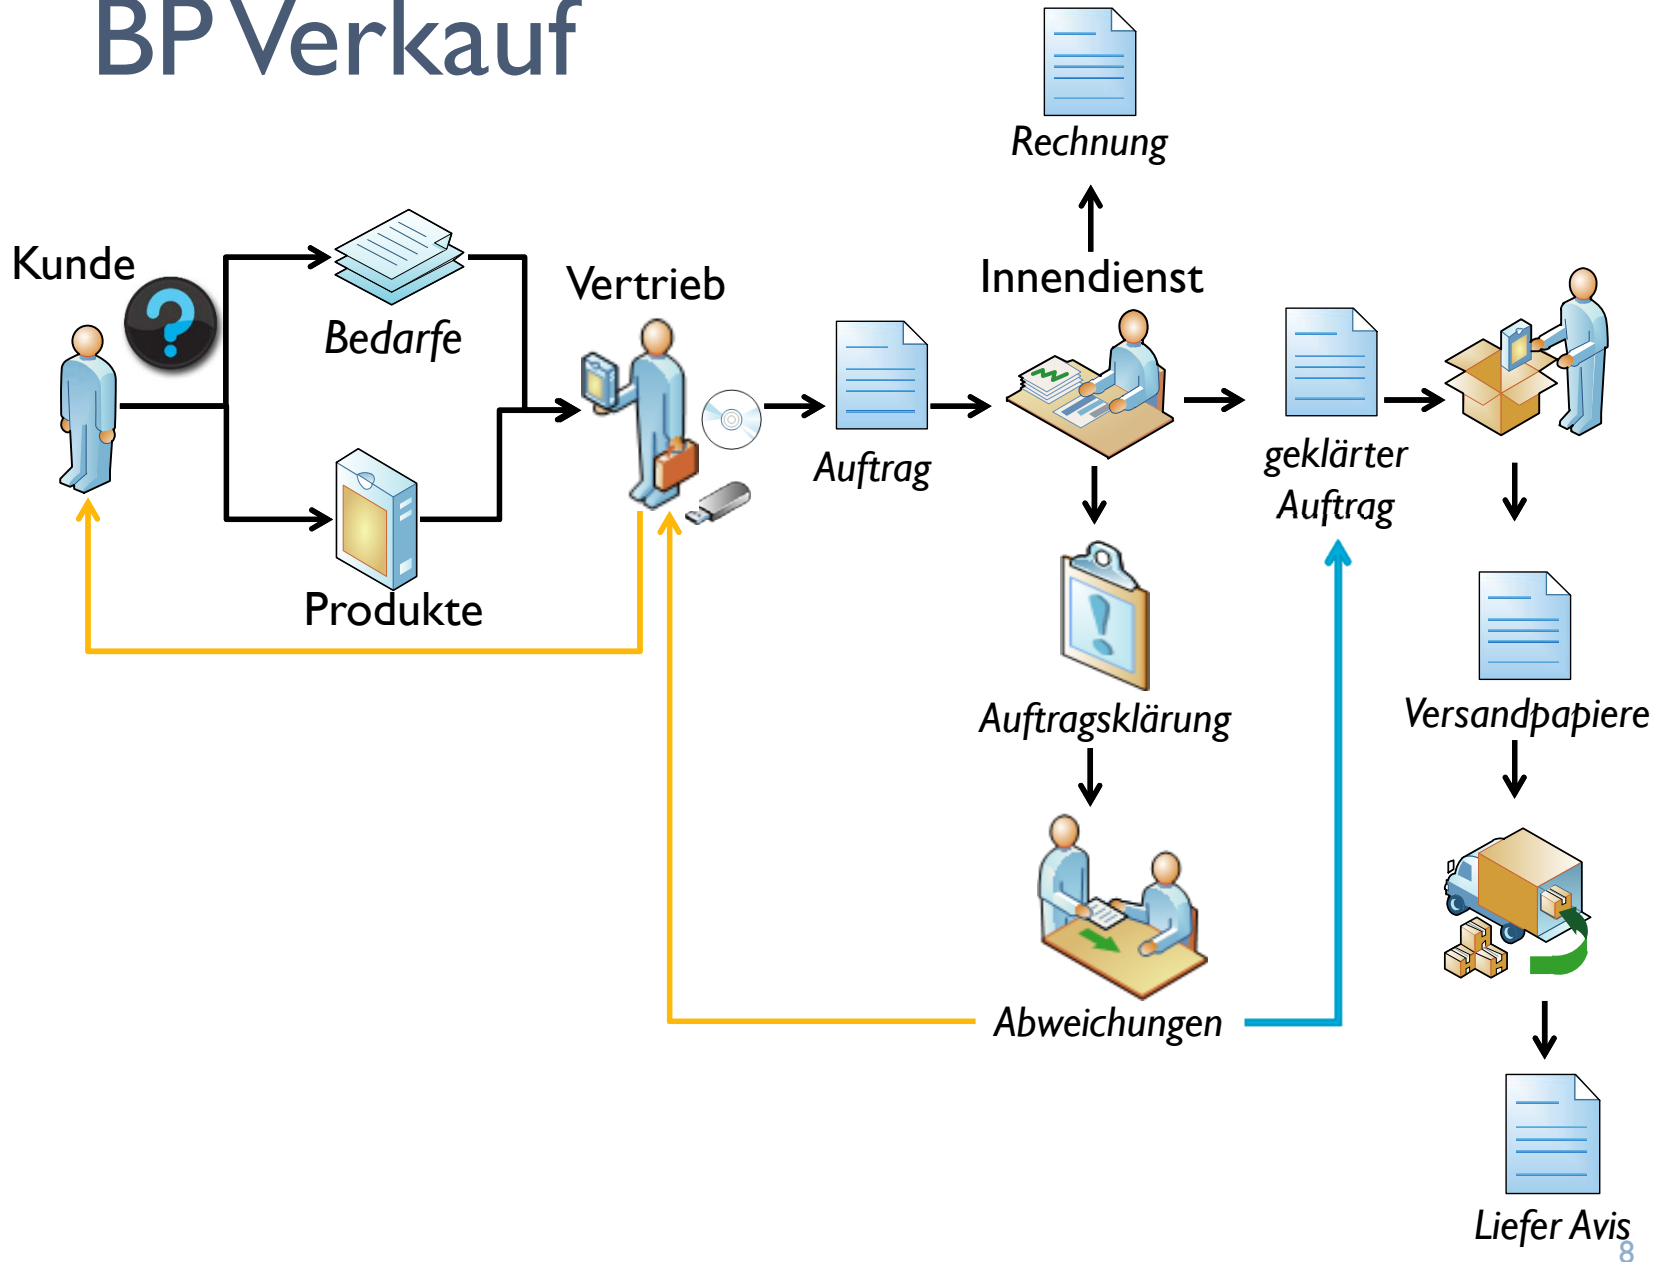 BP Verkauf
Rechnung
Kunde
Bedarfe
Vertrieb
Innendienst
Produkte
Auftrag
geklärter
Auftrag
Auftragsklärung
Versandpapiere
Abweichungen
Liefer Avis
8